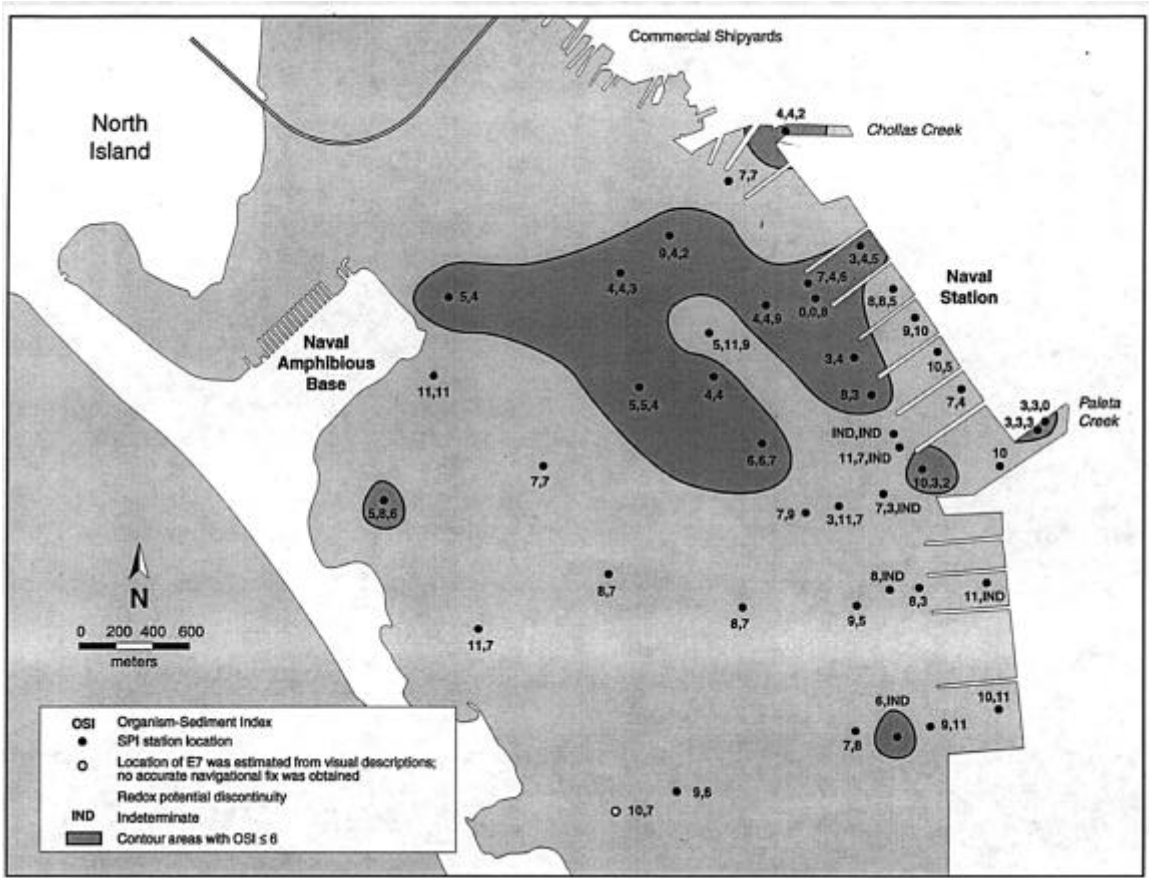 Commercial Shipyards
4,4,2
Chollas Creek
North
Island
7,7
9,4,2
3,4,5
4,4,3
7,4,6
Naval
Station
5,4
8,8,5
4,4,9
0,0,8
9,10
5,11,9
Naval
Amphibious
Base
3,4
10,5
11,11
5,5,4
4,4
8,3
7,4
3,3,0
Paleta
Creek
3,3,3
IND,IND
11,7,IND
6,6,7
10
7,7
10,3,2
5,8,6
7,9
3,11,7
7,3,IND
N
8,7
8,IND
8,3
11,IND
0 200 400 600
meters
8,7
9,5
11,7
6,IND
10,11
7,8
9,11
OSI Organism-Sediment Index
SPI station location
Location of E7 was estimated from visual descriptions;
no accurate navigational fix was obtained
Redox potential discontinuity
IND Indeterminate
Contour areas with OSI ≤ 6
9,6
10,7